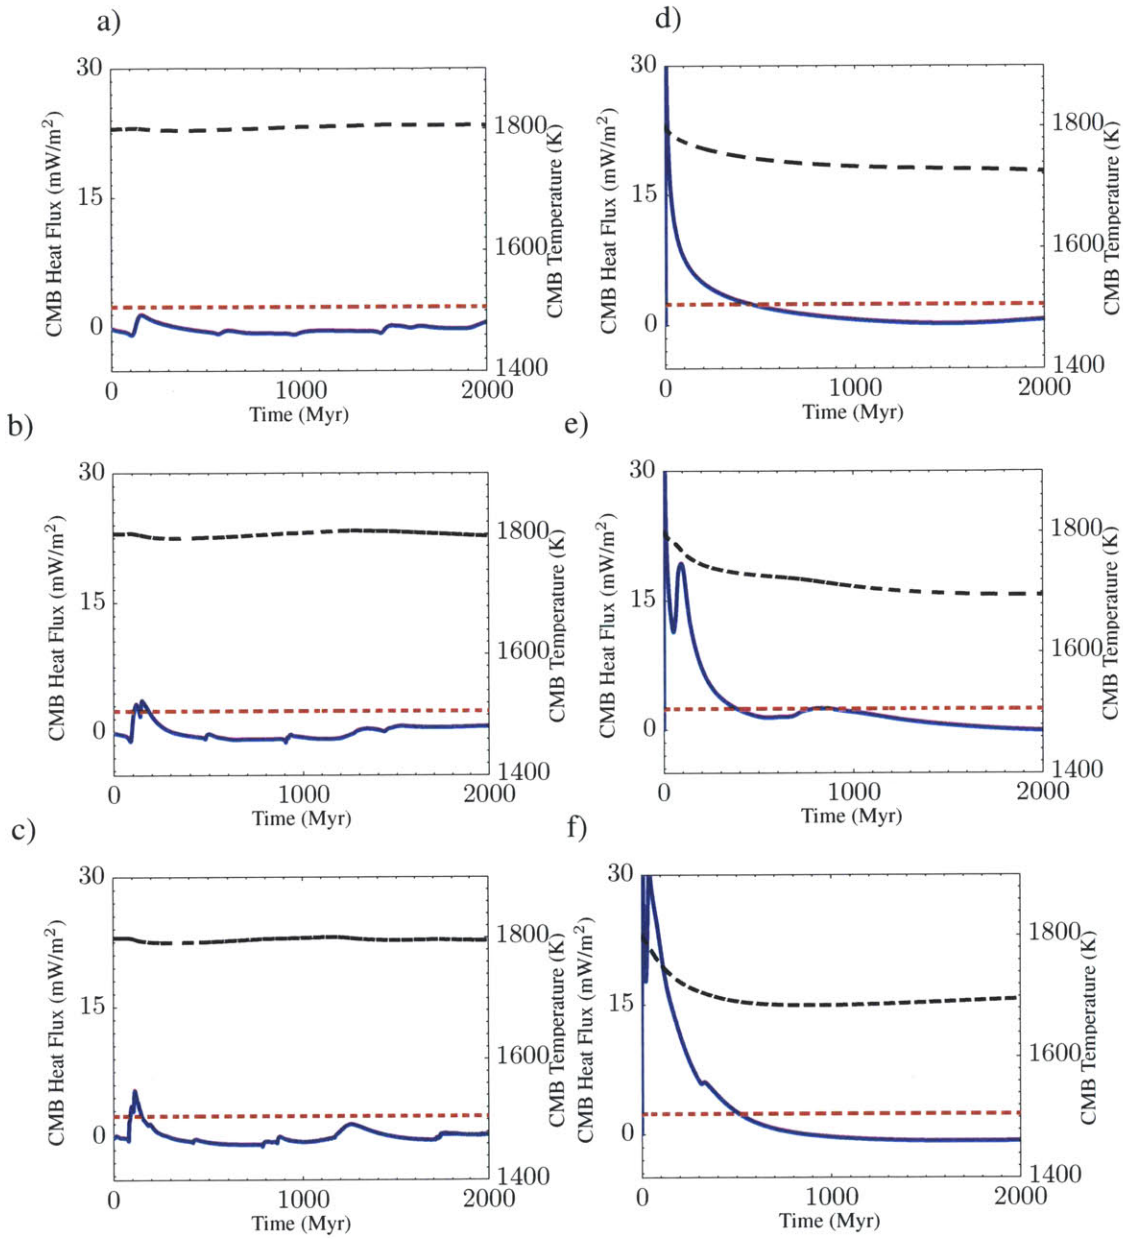 a)
30
15
0
CMB Heat Flux (mW/m²)
1800
1600
1400
CMB Temperature (K)
0 1000 2000
Time (Myr)
d)
30
15
0
CMB Heat Flux (mW/m²)
1800
1600
1400
CMB Temperature (K)
0 1000 2000
Time (Myr)
b)
30
15
0
CMB Heat Flux (mW/m²)
1800
1600
1400
CMB Temperature (K)
0 1000 2000
Time (Myr)
e)
30
15
0
CMB Heat Flux (mW/m²)
1800
1600
1400
CMB Temperature (K)
0 1000 2000
Time (Myr)
c)
30
15
0
CMB Heat Flux (mW/m²)
1800
1600
1400
CMB Temperature (K)
0 1000 2000
Time (Myr)
f)
30
15
0
CMB Heat Flux (mW/m²)
1800
1600
1400
CMB Temperature (K)
0 1000 2000
Time (Myr)